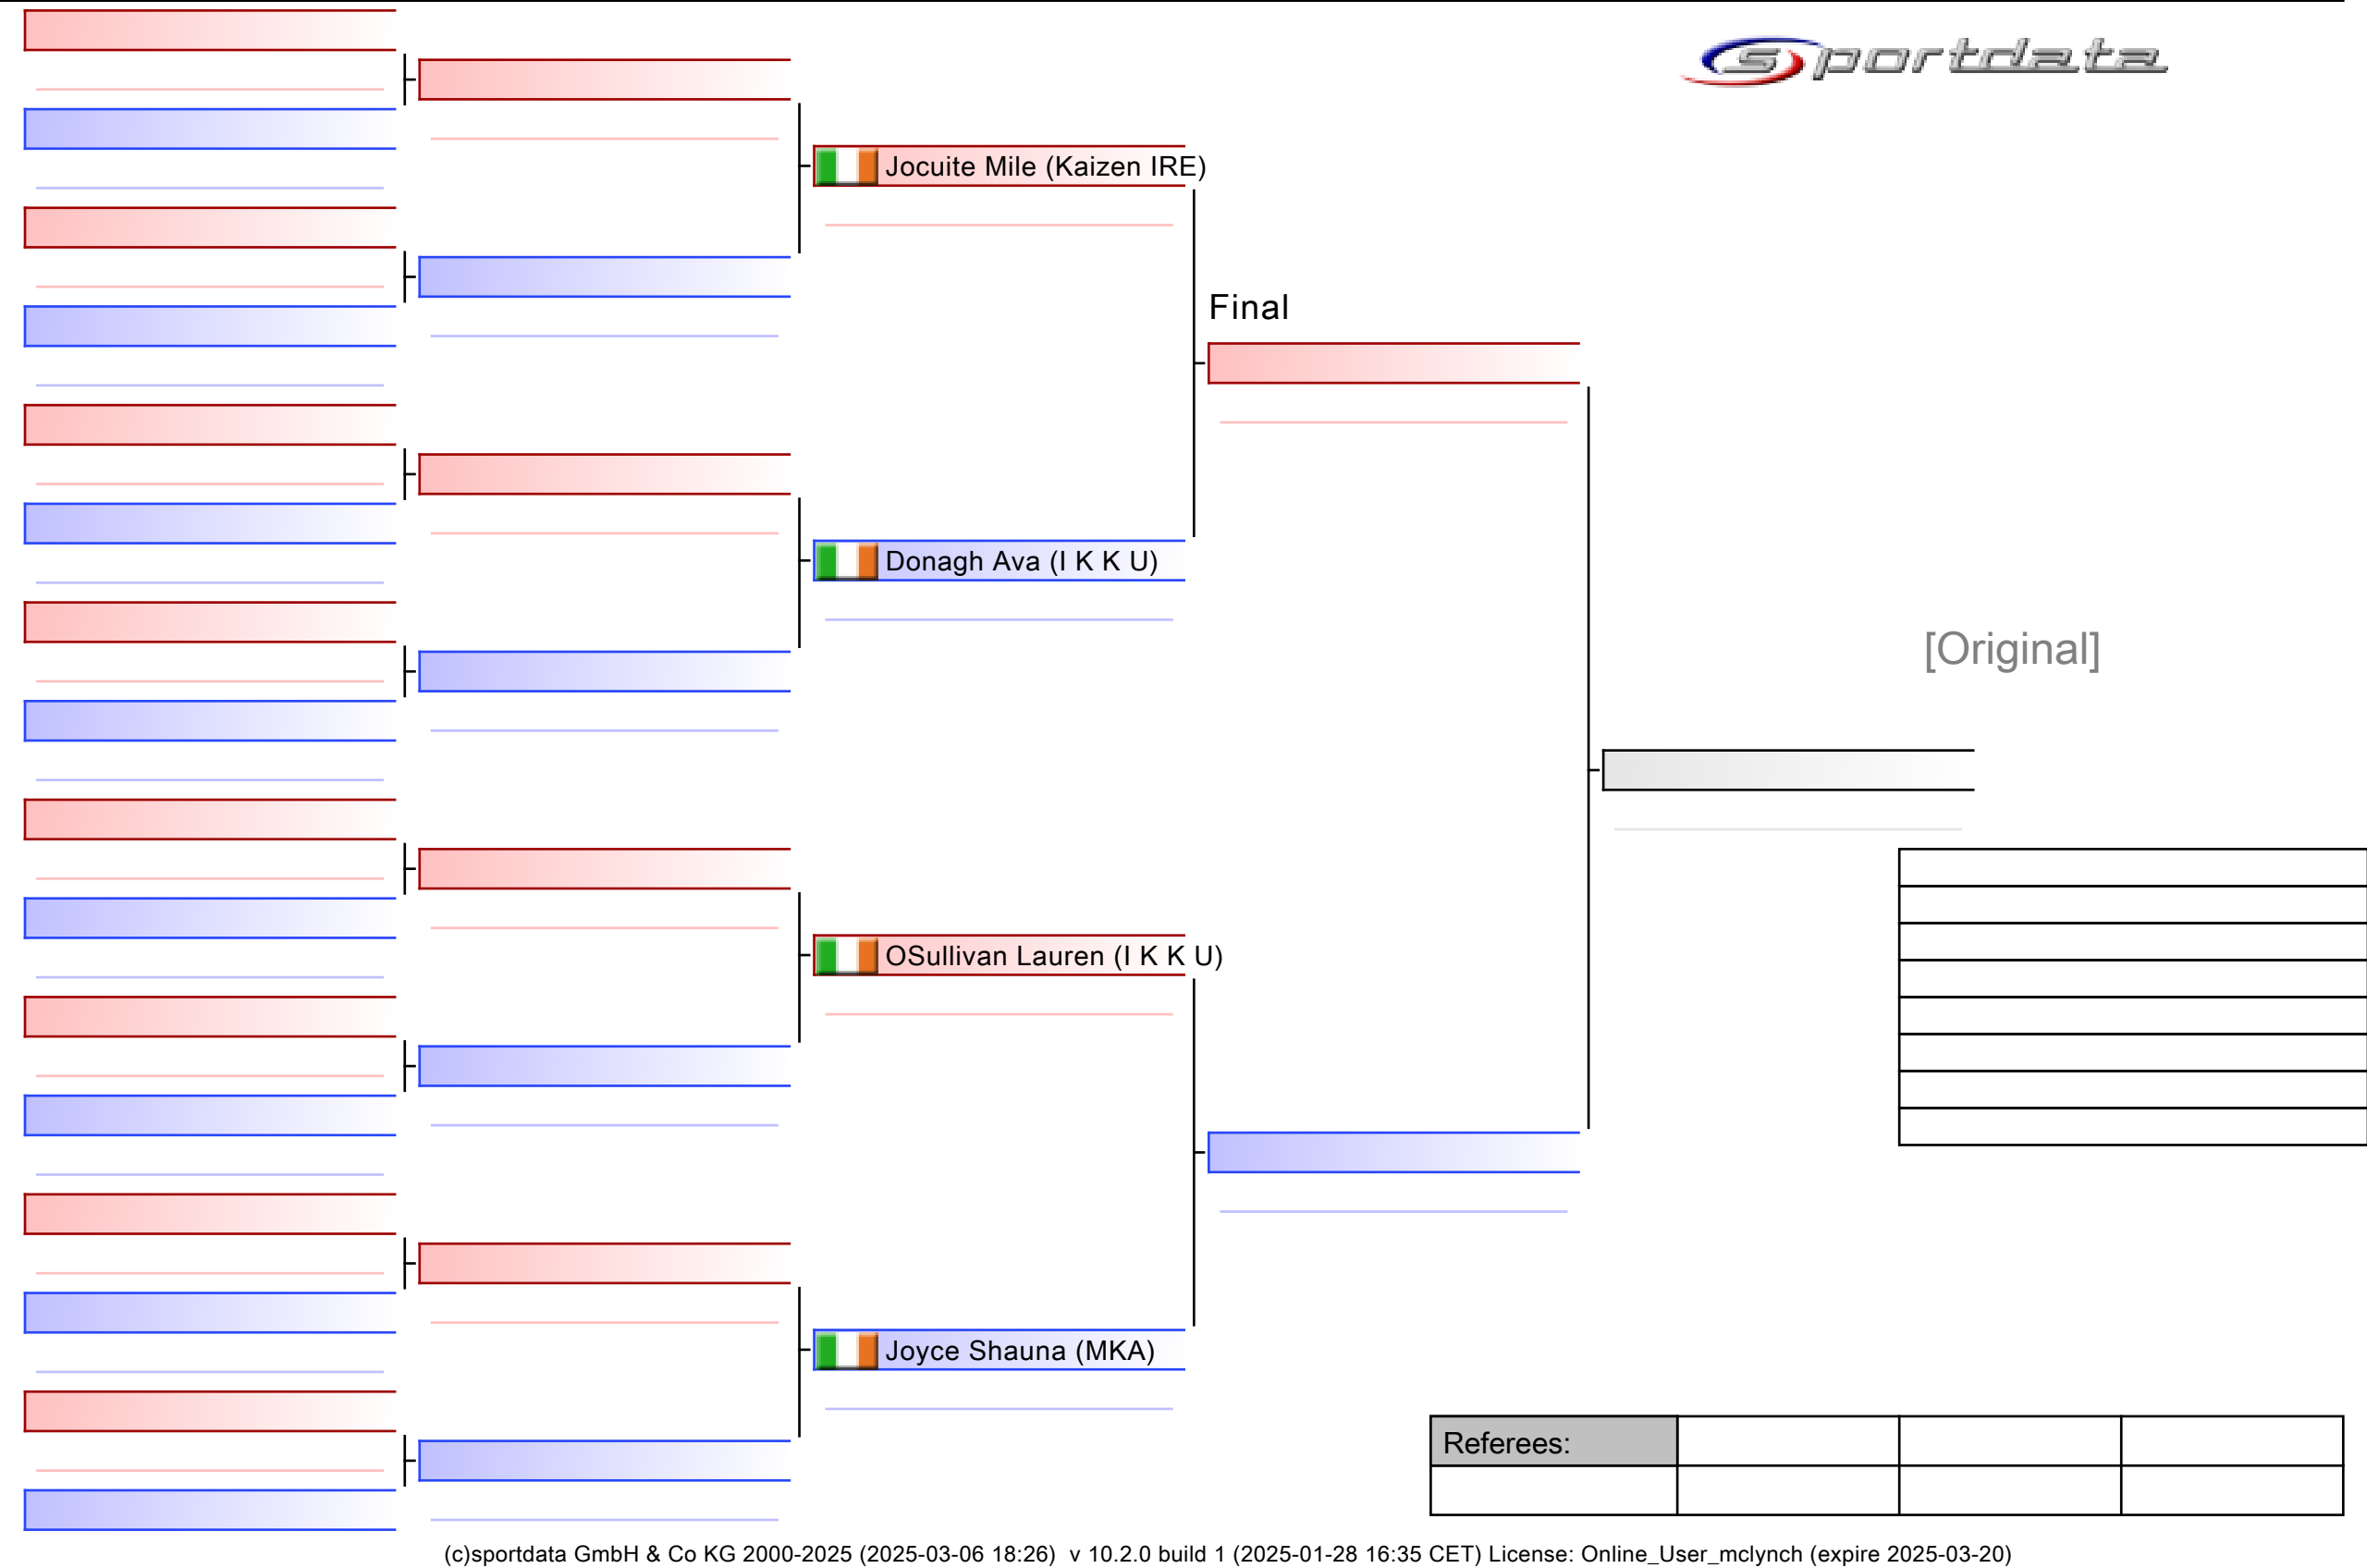 sportdata
Jocuite Mile (Kaizen IRE)
Final
Donagh Ava (I K K U)
[Original]
OSullivan Lauren (I K K U)
Joyce Shauna (MKA)
Referees:
(c)sportdata GmbH & Co KG 2000-2025 (2025-03-06 18:26)  v 10.2.0 build 1 (2025-01-28 16:35 CET) License: Online_User_mclynch (expire 2025-03-20)